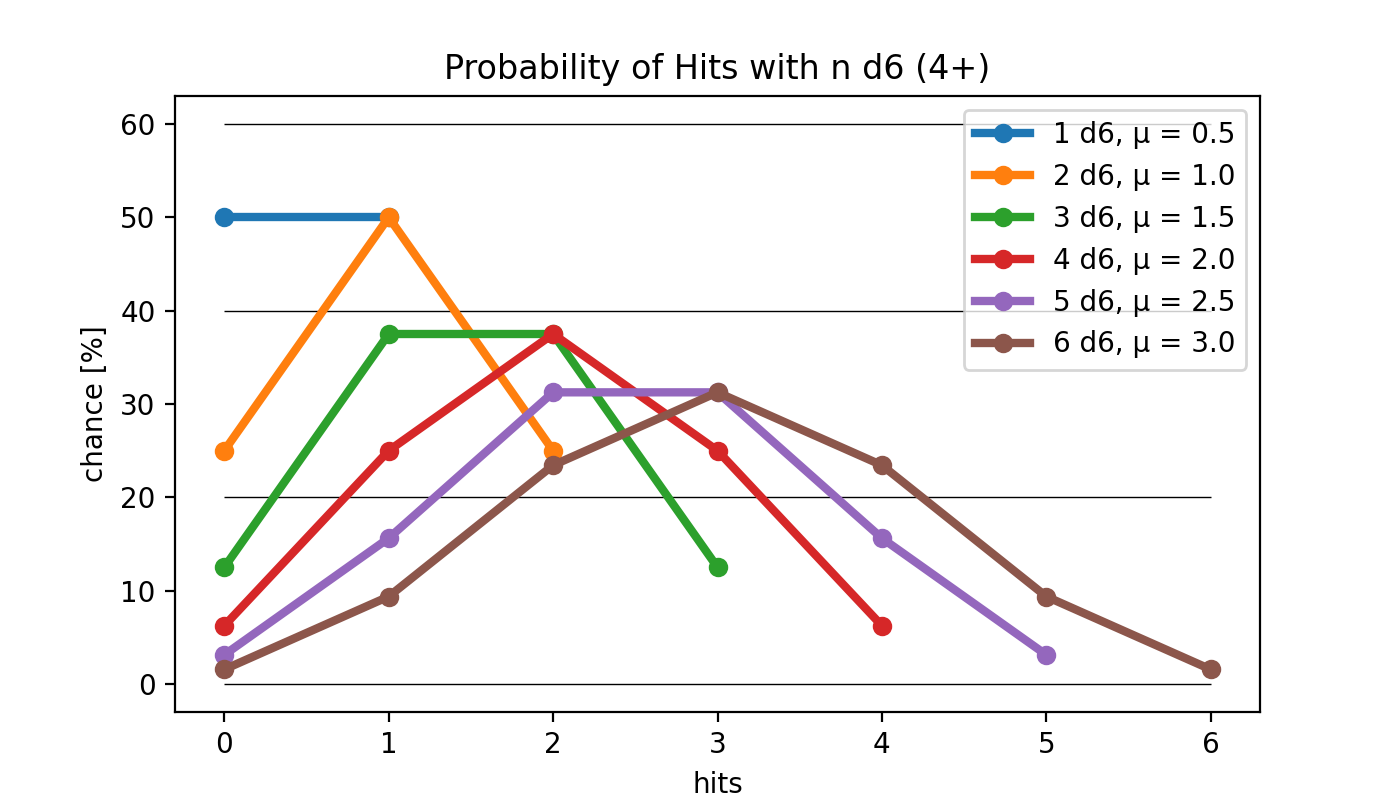 Probability of Hits with n d6 (4+)
chance [%]
60
50
40
30
20
10
0
1 d6, μ = 0.5
2 d6, μ = 1.0
3 d6, μ = 1.5
4 d6, μ = 2.0
5 d6, μ = 2.5
6 d6, μ = 3.0
0 1 2 3 4 5 6
hits